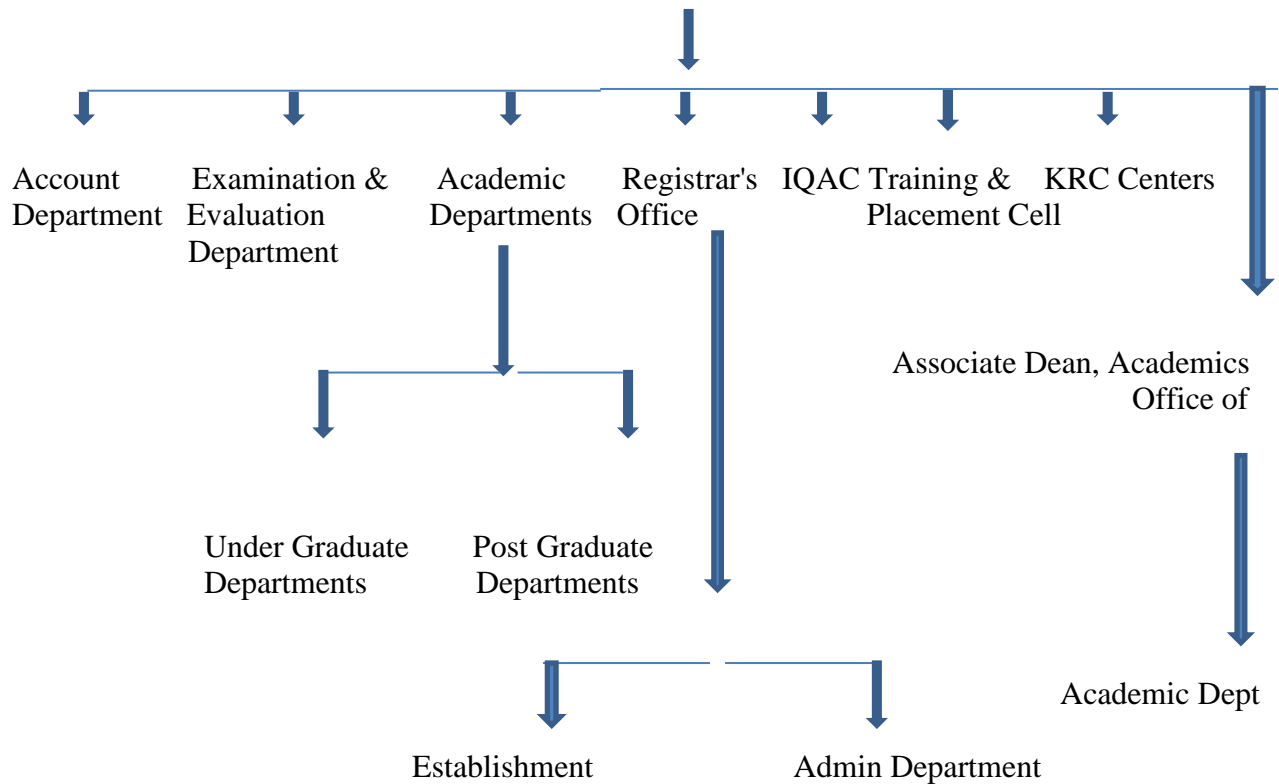 Account Examination & Academic Registrar's IQAC Training & KRC Centers
Department Evaluation Departments Office Placement Cell
Department
Associate Dean, Academics
Office of
Under Graduate Post Graduate
Departments Departments
Academic Dept
Establishment Admin Department